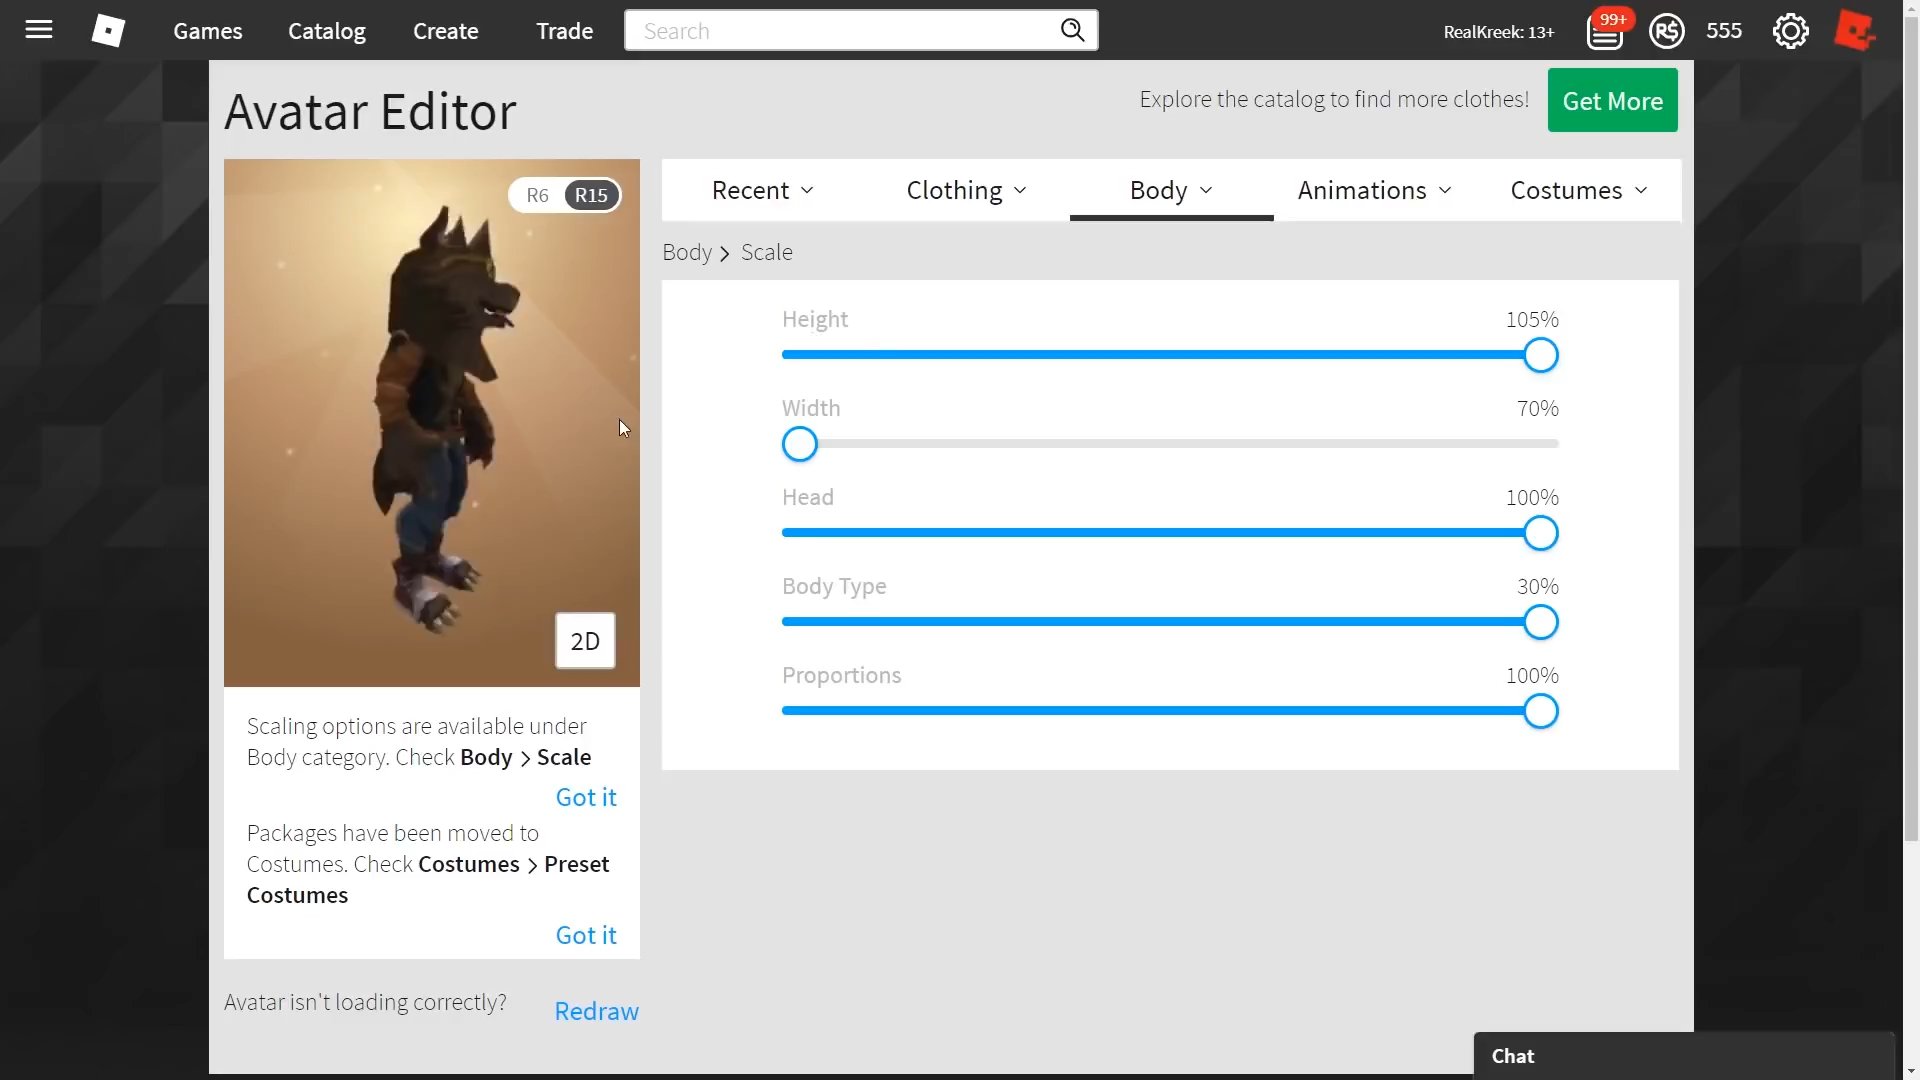 Games
Catalog
Create
Trade
Search
RealKreek: 13+
99+
R$
555
Avatar Editor
Explore the catalog to find more clothes!
Get More
R6
R15
2D
Recent
Clothing
Body
Animations
Costumes
Body > Scale
Height
105%
Width
70%
Head
100%
Body Type
30%
Proportions
100%
Scaling options are available under
Body category. Check Body > Scale
Got it
Packages have been moved to
Costumes. Check Costumes > Preset
Costumes
Got it
Avatar isn't loading correctly?
Redraw
Chat